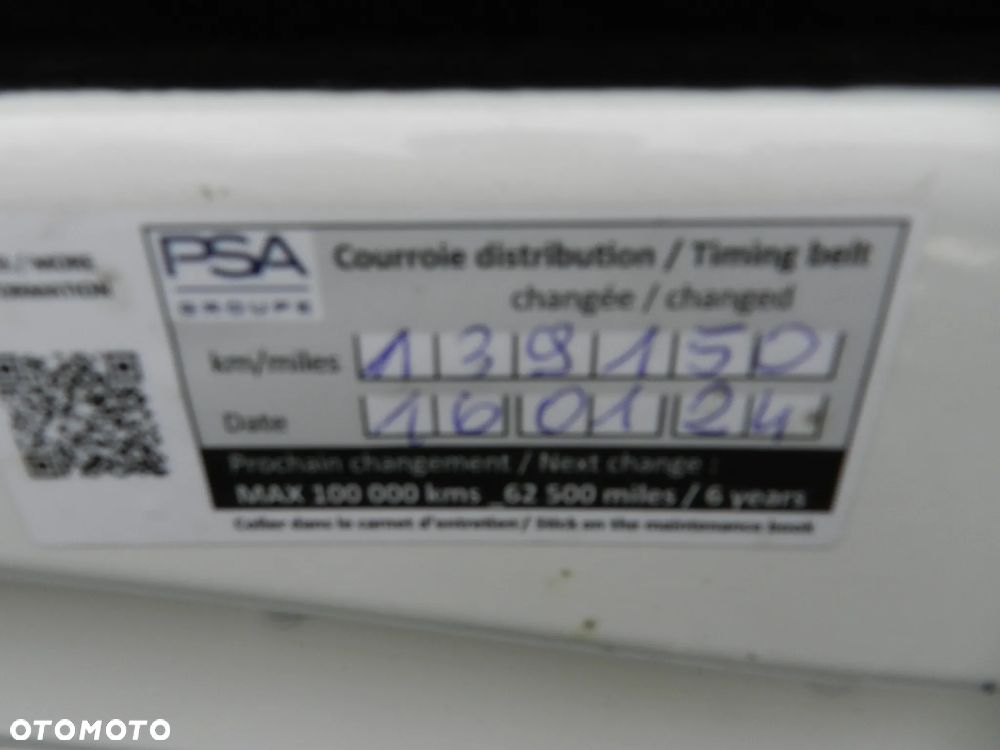 PSA
GROUPE
Courroie distribution / Timing belt
changée / changed
km/miles 139150
Date 160124
Prochain changement / Next change :
MAX 100 000 kms _62 500 miles / 6 years
Coller dans le carnet d'entretien / Stick on the maintenance book
/ MORE
OTOMOTO